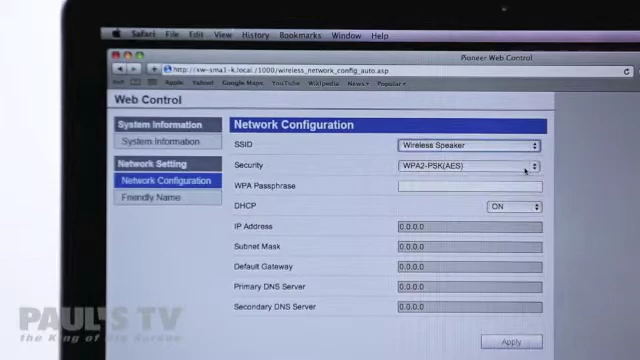 Safari File Edit View History Bookmarks Window Help
Pioneer Web Control
http://xw-sma1-k.local./1000/wireless_network_config_auto.asp
Apple Yahoo! Google Maps YouTube Wikipedia News Popular
Web Control
System Information
System Information
Network Setting
Network Configuration
Friendly Name
Network Configuration
SSID Wireless Speaker
Security WPA2-PSK(AES)
WPA Passphrase
DHCP ON
IP Address 0.0.0.0
Subnet Mask 0.0.0.0
Default Gateway 0.0.0.0
Primary DNS Server 0.0.0.0
Secondary DNS Server 0.0.0.0
Apply
PAUL'S TV
the King of Big Screen